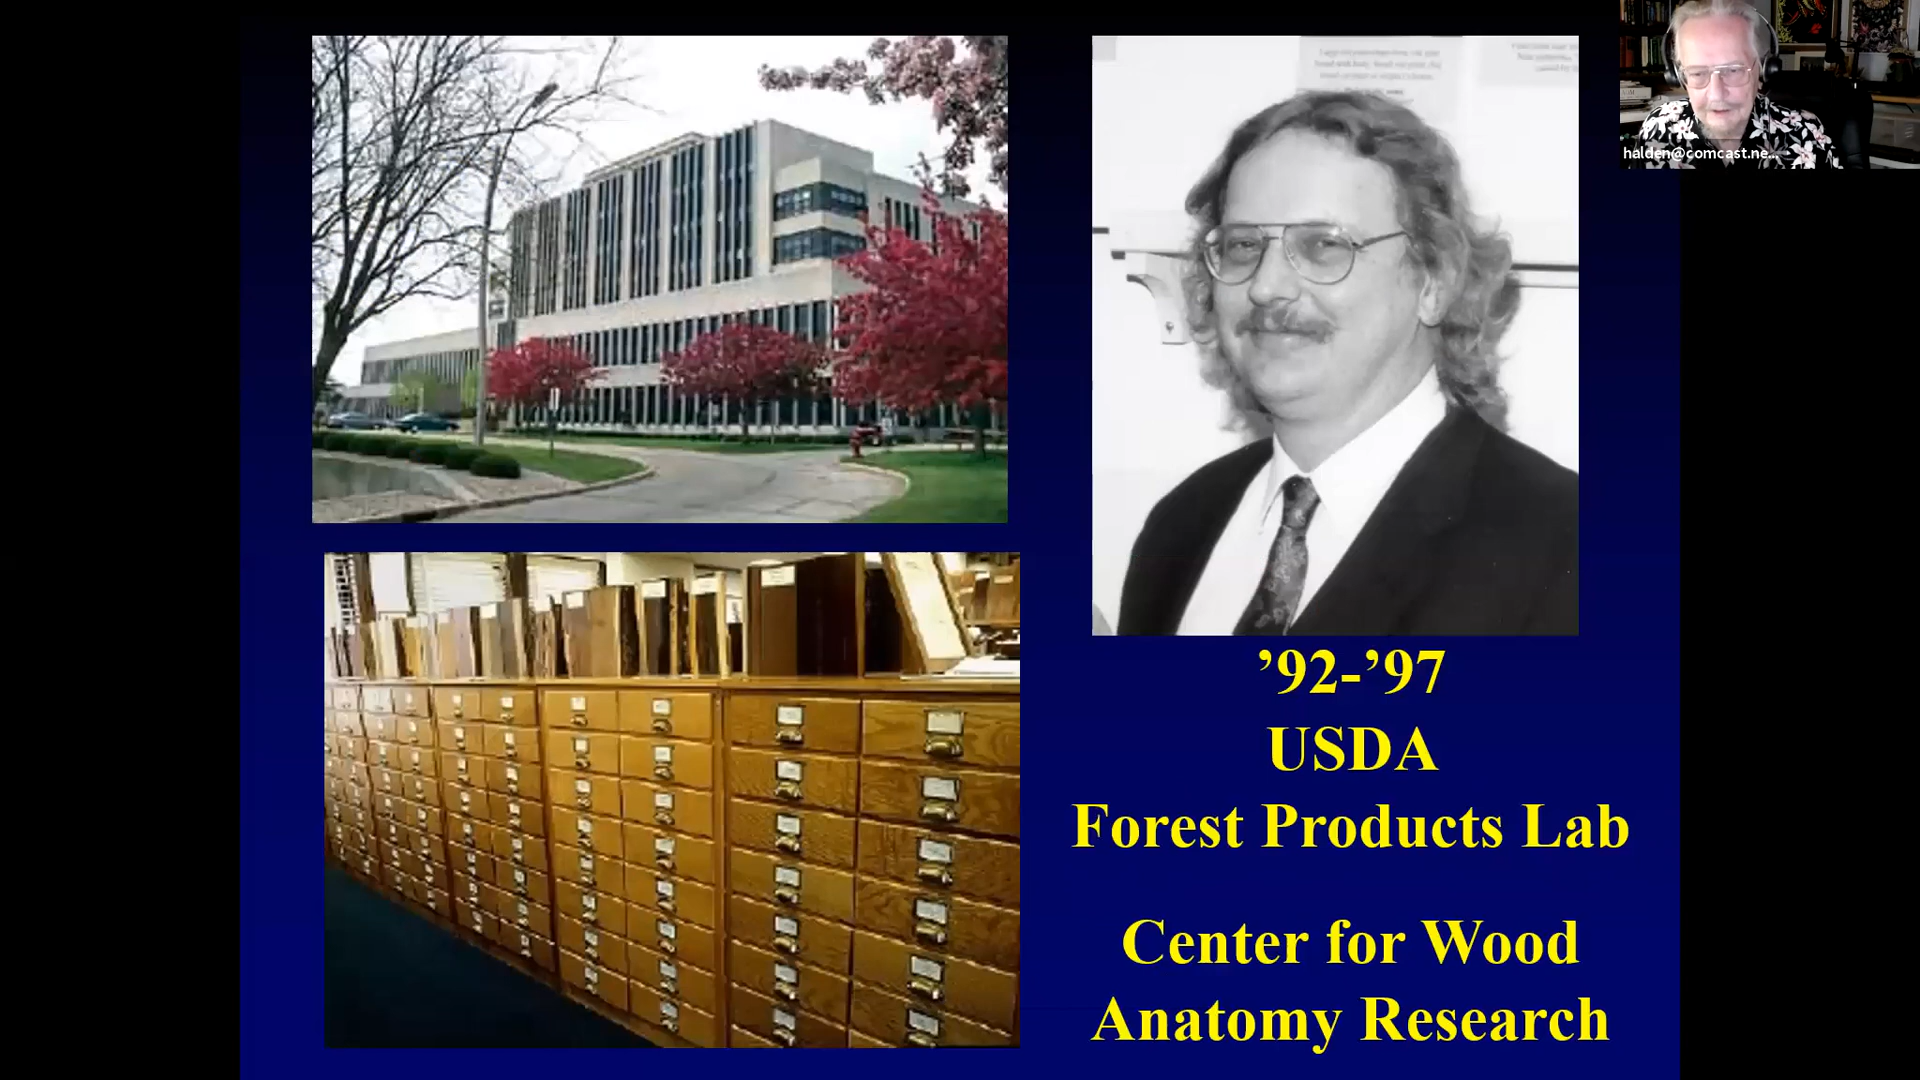 halden@comcast.ne...
’92-’97
USDA
Forest Products Lab
Center for Wood
Anatomy Research